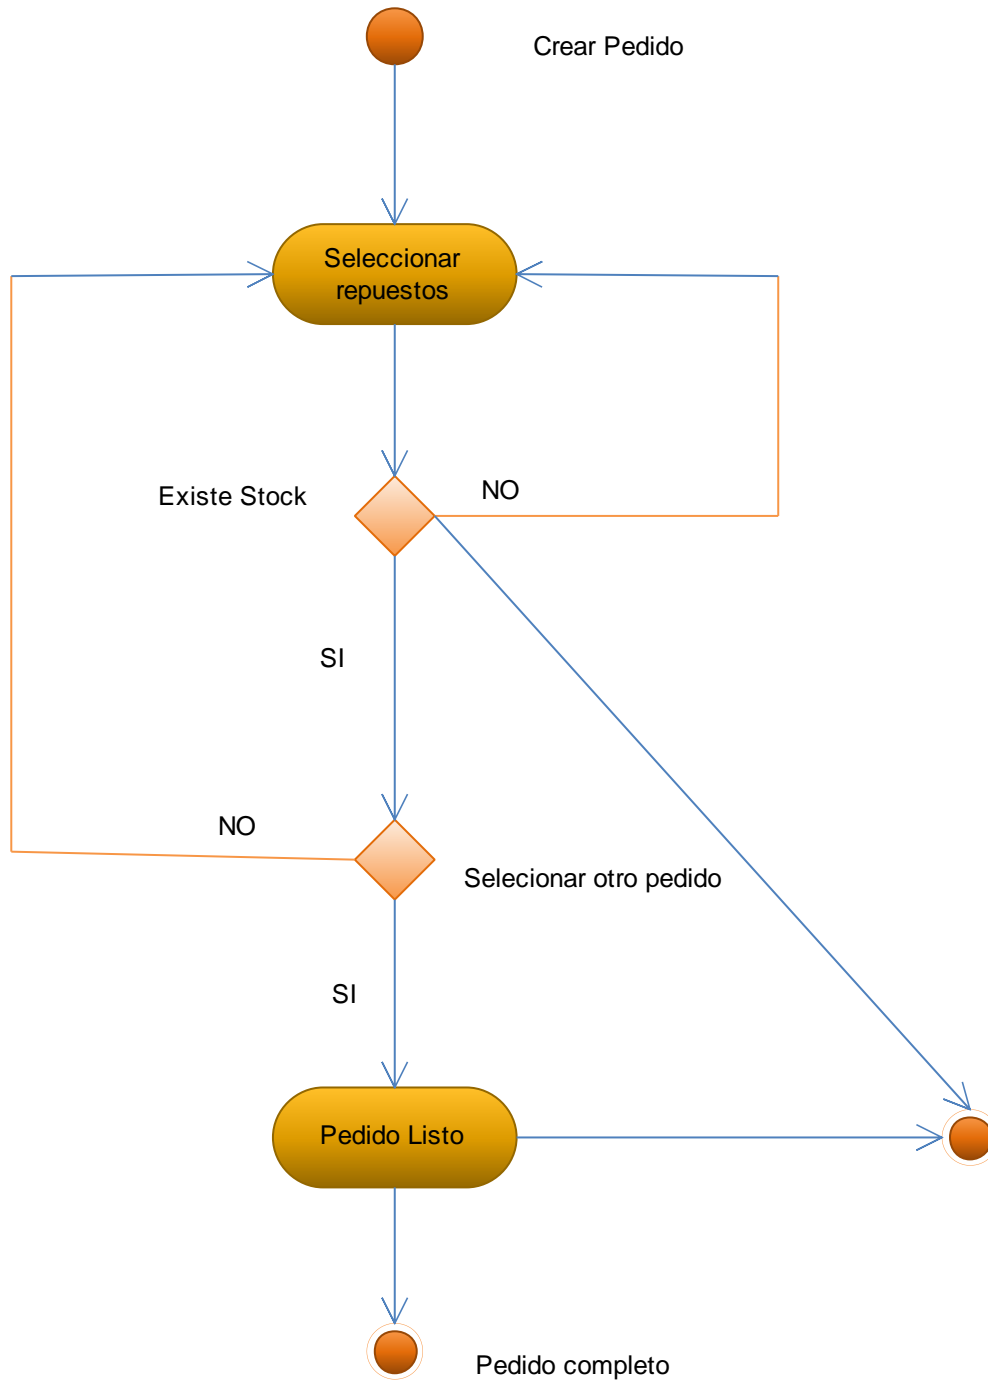 Crear Pedido
Seleccionar
repuestos
Existe Stock
NO
SI
NO
Selecionar otro pedido
SI
Pedido Listo
Pedido completo